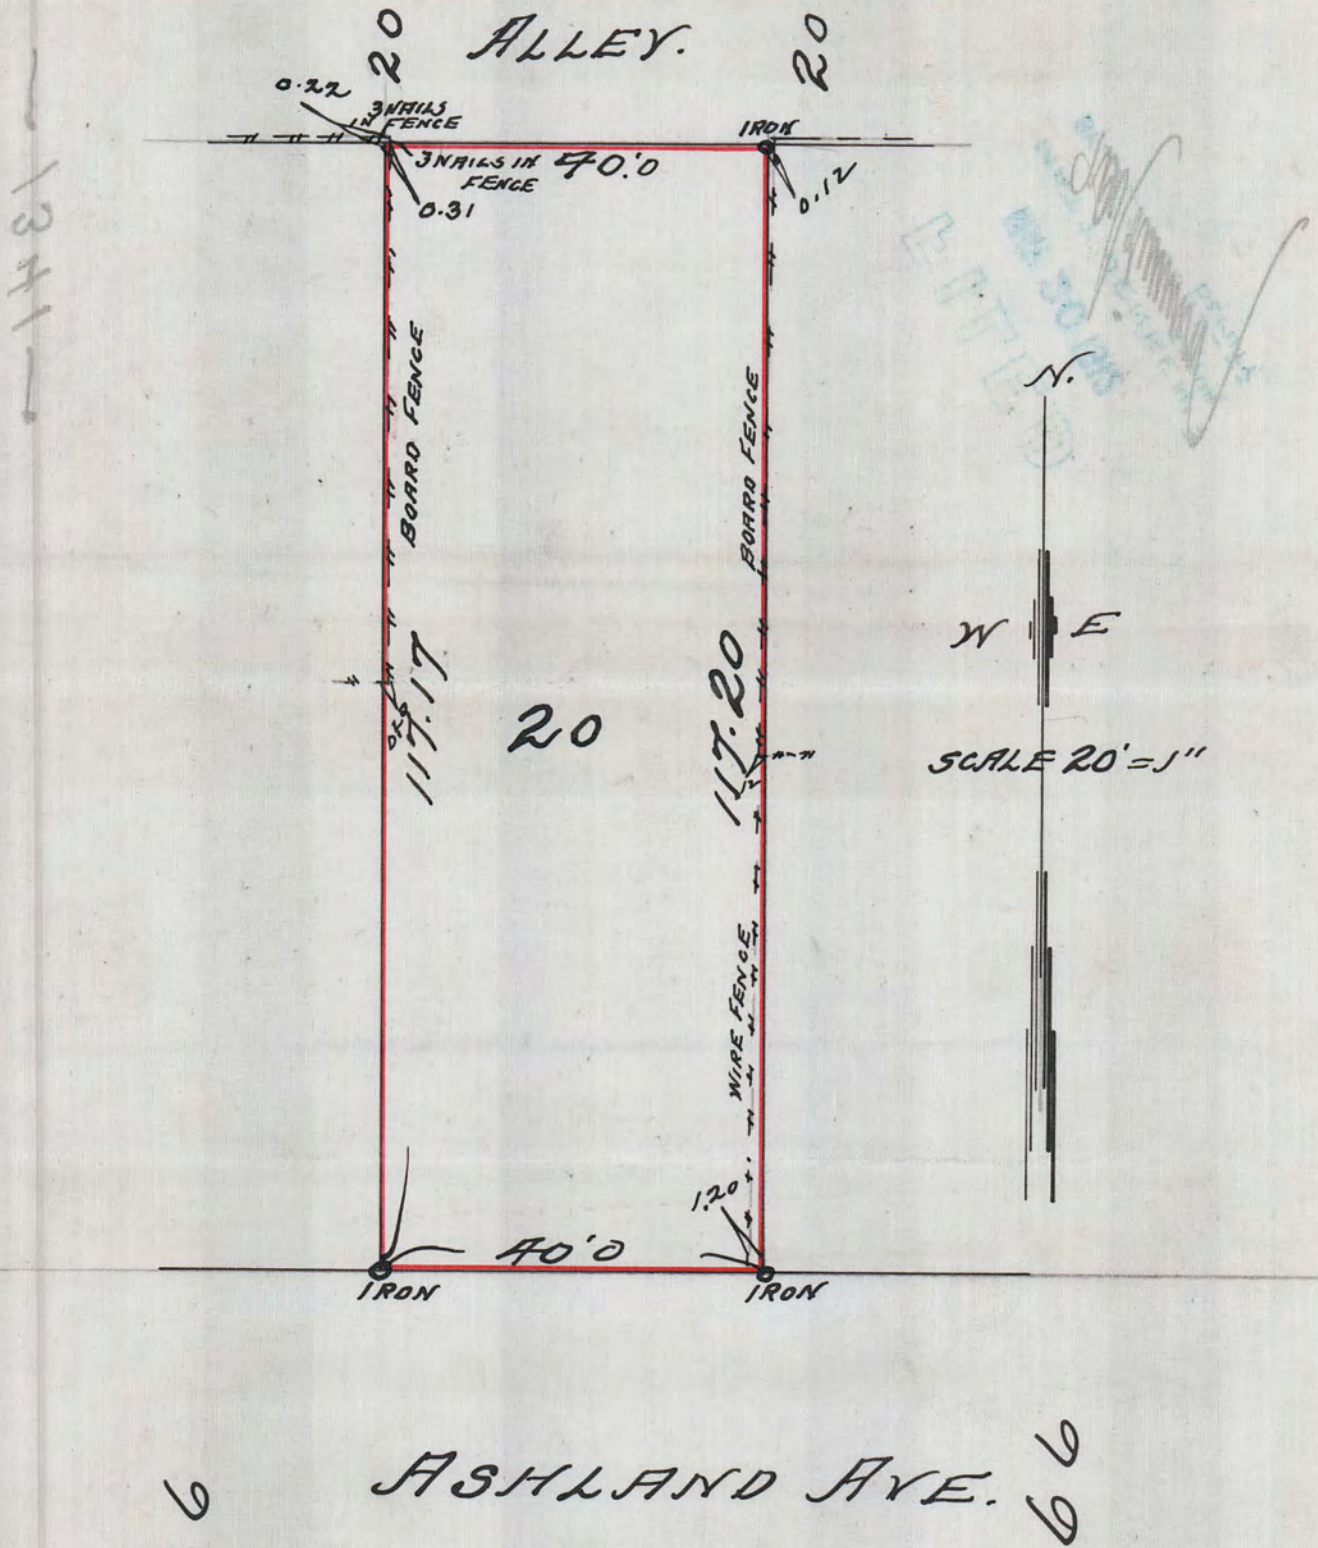 20
ALLEY.
20
0.22
3 NAILS
IN FENCE
IRON
3 NAILS IN
FENCE
40'.0
0.31
0.12
1341
BOARD FENCE
BOARD FENCE
N.
W
E
117.17
20
117.20
SCALE 20' = 1"
WIRE FENCE
1.20
40'0
IRON
IRON
6
ASHLAND AVE.
66